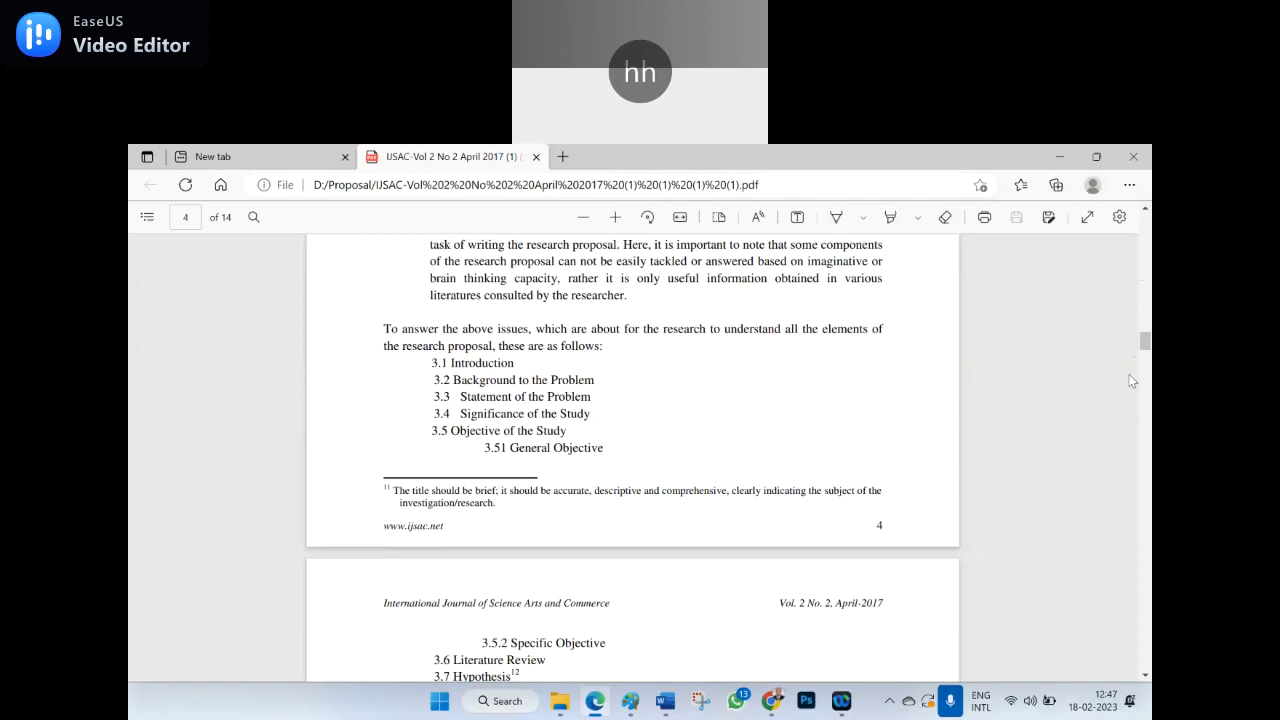 EaseUS
Video Editor
hh
New tab
IJSAC-Vol 2 No 2 April 2017 (1) (
File
D:/Proposal/IJSAC-Vol%202%20No%202%20April%202017%20(1)%20(1)%20(1)%20(1).pdf
4 of 14
task of writing the research proposal. Here, it is important to note that some components
of the research proposal can not be easily tackled or answered based on imaginative or
brain thinking capacity, rather it is only useful information obtained in various
literatures consulted by the researcher.
To answer the above issues, which are about for the research to understand all the elements of
the research proposal, these are as follows:
3.1 Introduction
3.2 Background to the Problem
3.3 Statement of the Problem
3.4 Significance of the Study
3.5 Objective of the Study
3.51 General Objective
11 The title should be brief; it should be accurate, descriptive and comprehensive, clearly indicating the subject of the
investigation/research.
www.ijsac.net 4
International Journal of Science Arts and Commerce Vol. 2 No. 2, April-2017
3.5.2 Specific Objective
3.6 Literature Review
3.7 Hypothesis12
Search
13
ENG
INTL
12:47
18-02-2023